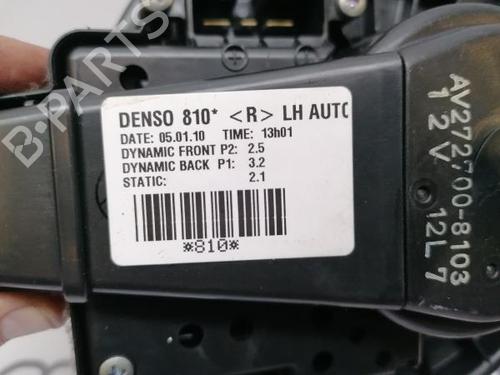 DENSO 810* <R> LH AUTO
DATE: 05.01.10 TIME: 13h01
DYNAMIC FRONT P2: 2.5
DYNAMIC BACK P1: 3.2
STATIC: 2.1
*810*
AV272700-8103
12V 12L7